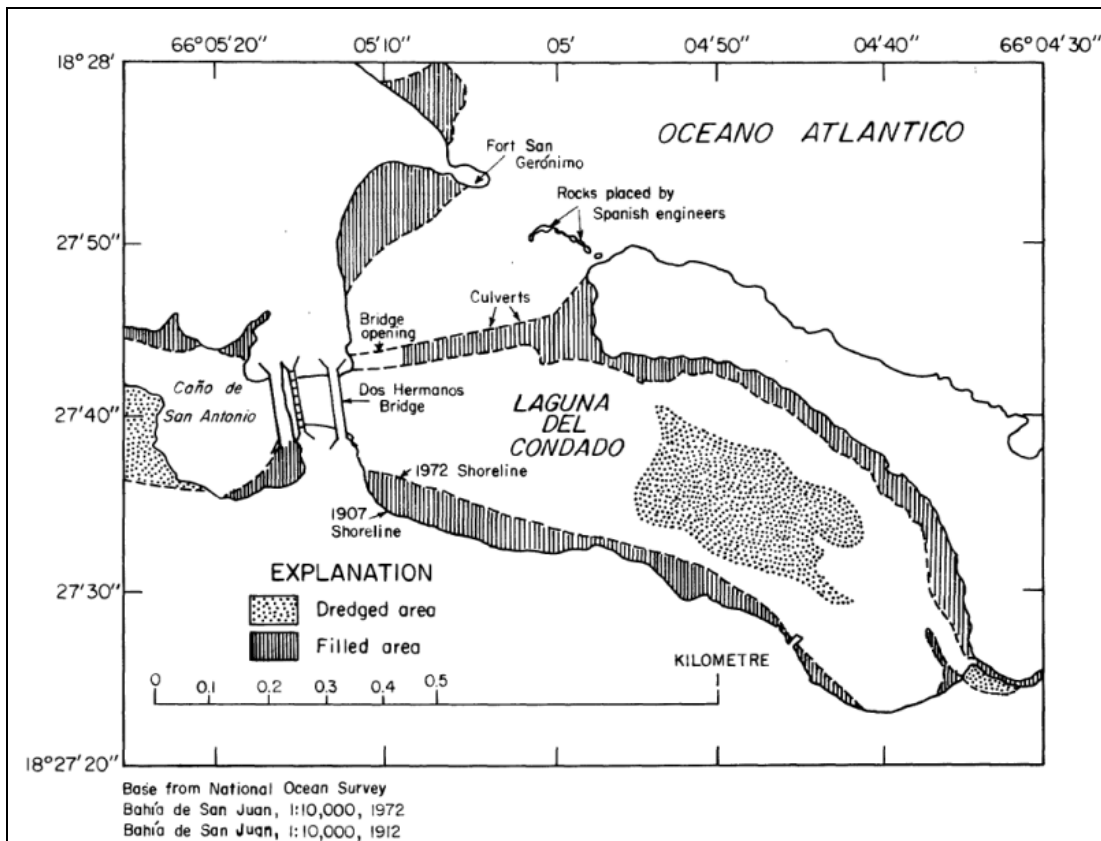 66°05'20" 05'10" 05' 04'50" 04'40" 66°04'30"
18°28'
OCEANO ATLANTICO
Fort San
Gerónimo
Rocks placed by
Spanish engineers
27'50"
Culverts
Bridge
opening
Caño de
San Antonio
Dos Hermanos
Bridge
LAGUNA
DEL
CONDADO
27'40"
1972 Shoreline
1907
Shoreline
27'30"
EXPLANATION
Dredged area
Filled area
KILOMETRE
0 0.1 0.2 0.3 0.4 0.5
18°27'20"
Base from National Ocean Survey
Bahía de San Juan, 1:10,000, 1972
Bahía de San Juan, 1:10,000, 1912